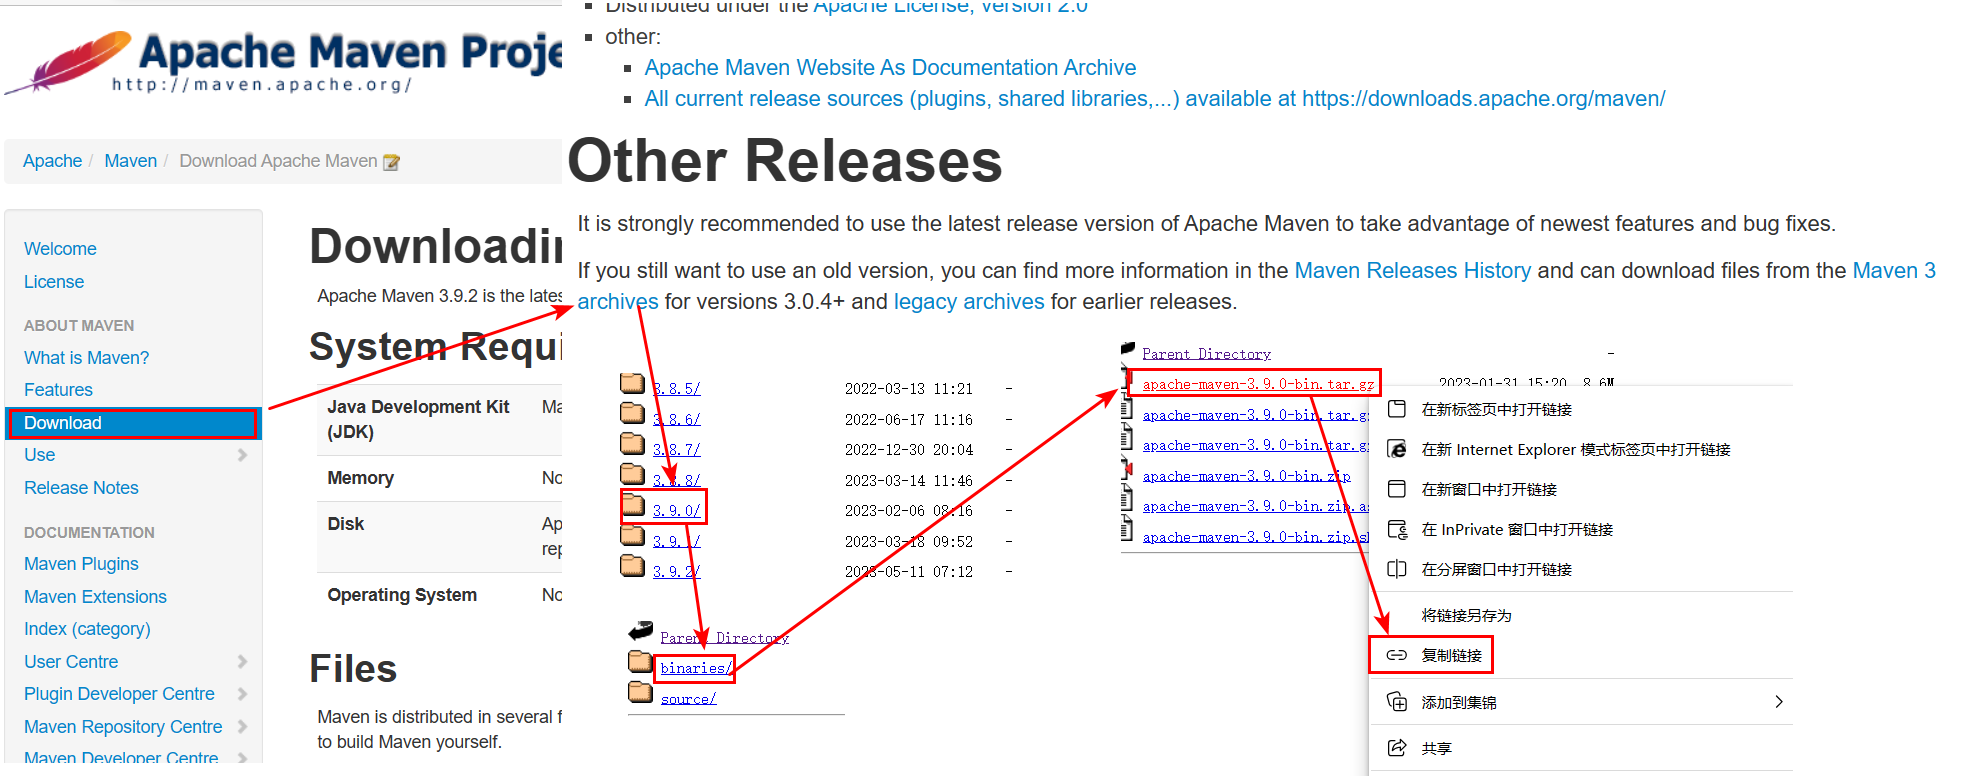 Apache Maven Proje
http://maven.apache.org/
Apache / Maven / Download Apache Maven
Welcome
License
ABOUT MAVEN
What is Maven?
Features
Download
Use
Release Notes
DOCUMENTATION
Maven Plugins
Maven Extensions
Index (category)
User Centre
Plugin Developer Centre
Maven Repository Centre
Maven Developer Centre
Downloadin
Apache Maven 3.9.2 is the lates
System Requi
Java Development Kit (JDK) Ma
Memory No
Disk Ap
rep
Operating System No
Files
Maven is distributed in several f
to build Maven yourself.
Distributed under the Apache License, version 2.0
other:
Apache Maven Website As Documentation Archive
All current release sources (plugins, shared libraries,...) available at https://downloads.apache.org/maven/
Other Releases
It is strongly recommended to use the latest release version of Apache Maven to take advantage of newest features and bug fixes.
If you still want to use an old version, you can find more information in the Maven Releases History and can download files from the Maven 3
archives for versions 3.0.4+ and legacy archives for earlier releases.
3.8.5/ 2022-03-13 11:21 -
3.8.6/ 2022-06-17 11:16 -
3.8.7/ 2022-12-30 20:04 -
3.8.8/ 2023-03-14 11:46 -
3.9.0/ 2023-02-06 08:16 -
3.9.1/ 2023-03-18 09:52 -
3.9.2/ 2023-05-11 07:12 -
Parent Directory
binaries/
source/
Parent Directory -
apache-maven-3.9.0-bin.tar.gz 2023-01-31 15:20 8.6M
apache-maven-3.9.0-bin.tar.g
apache-maven-3.9.0-bin.tar.g
apache-maven-3.9.0-bin.zip
apache-maven-3.9.0-bin.zip.a
apache-maven-3.9.0-bin.zip.s
在新标签页中打开链接
在新 Internet Explorer 模式标签页中打开链接
在新窗口中打开链接
在 InPrivate 窗口中打开链接
在分屏窗口中打开链接
将链接另存为
复制链接
添加到集锦
共享